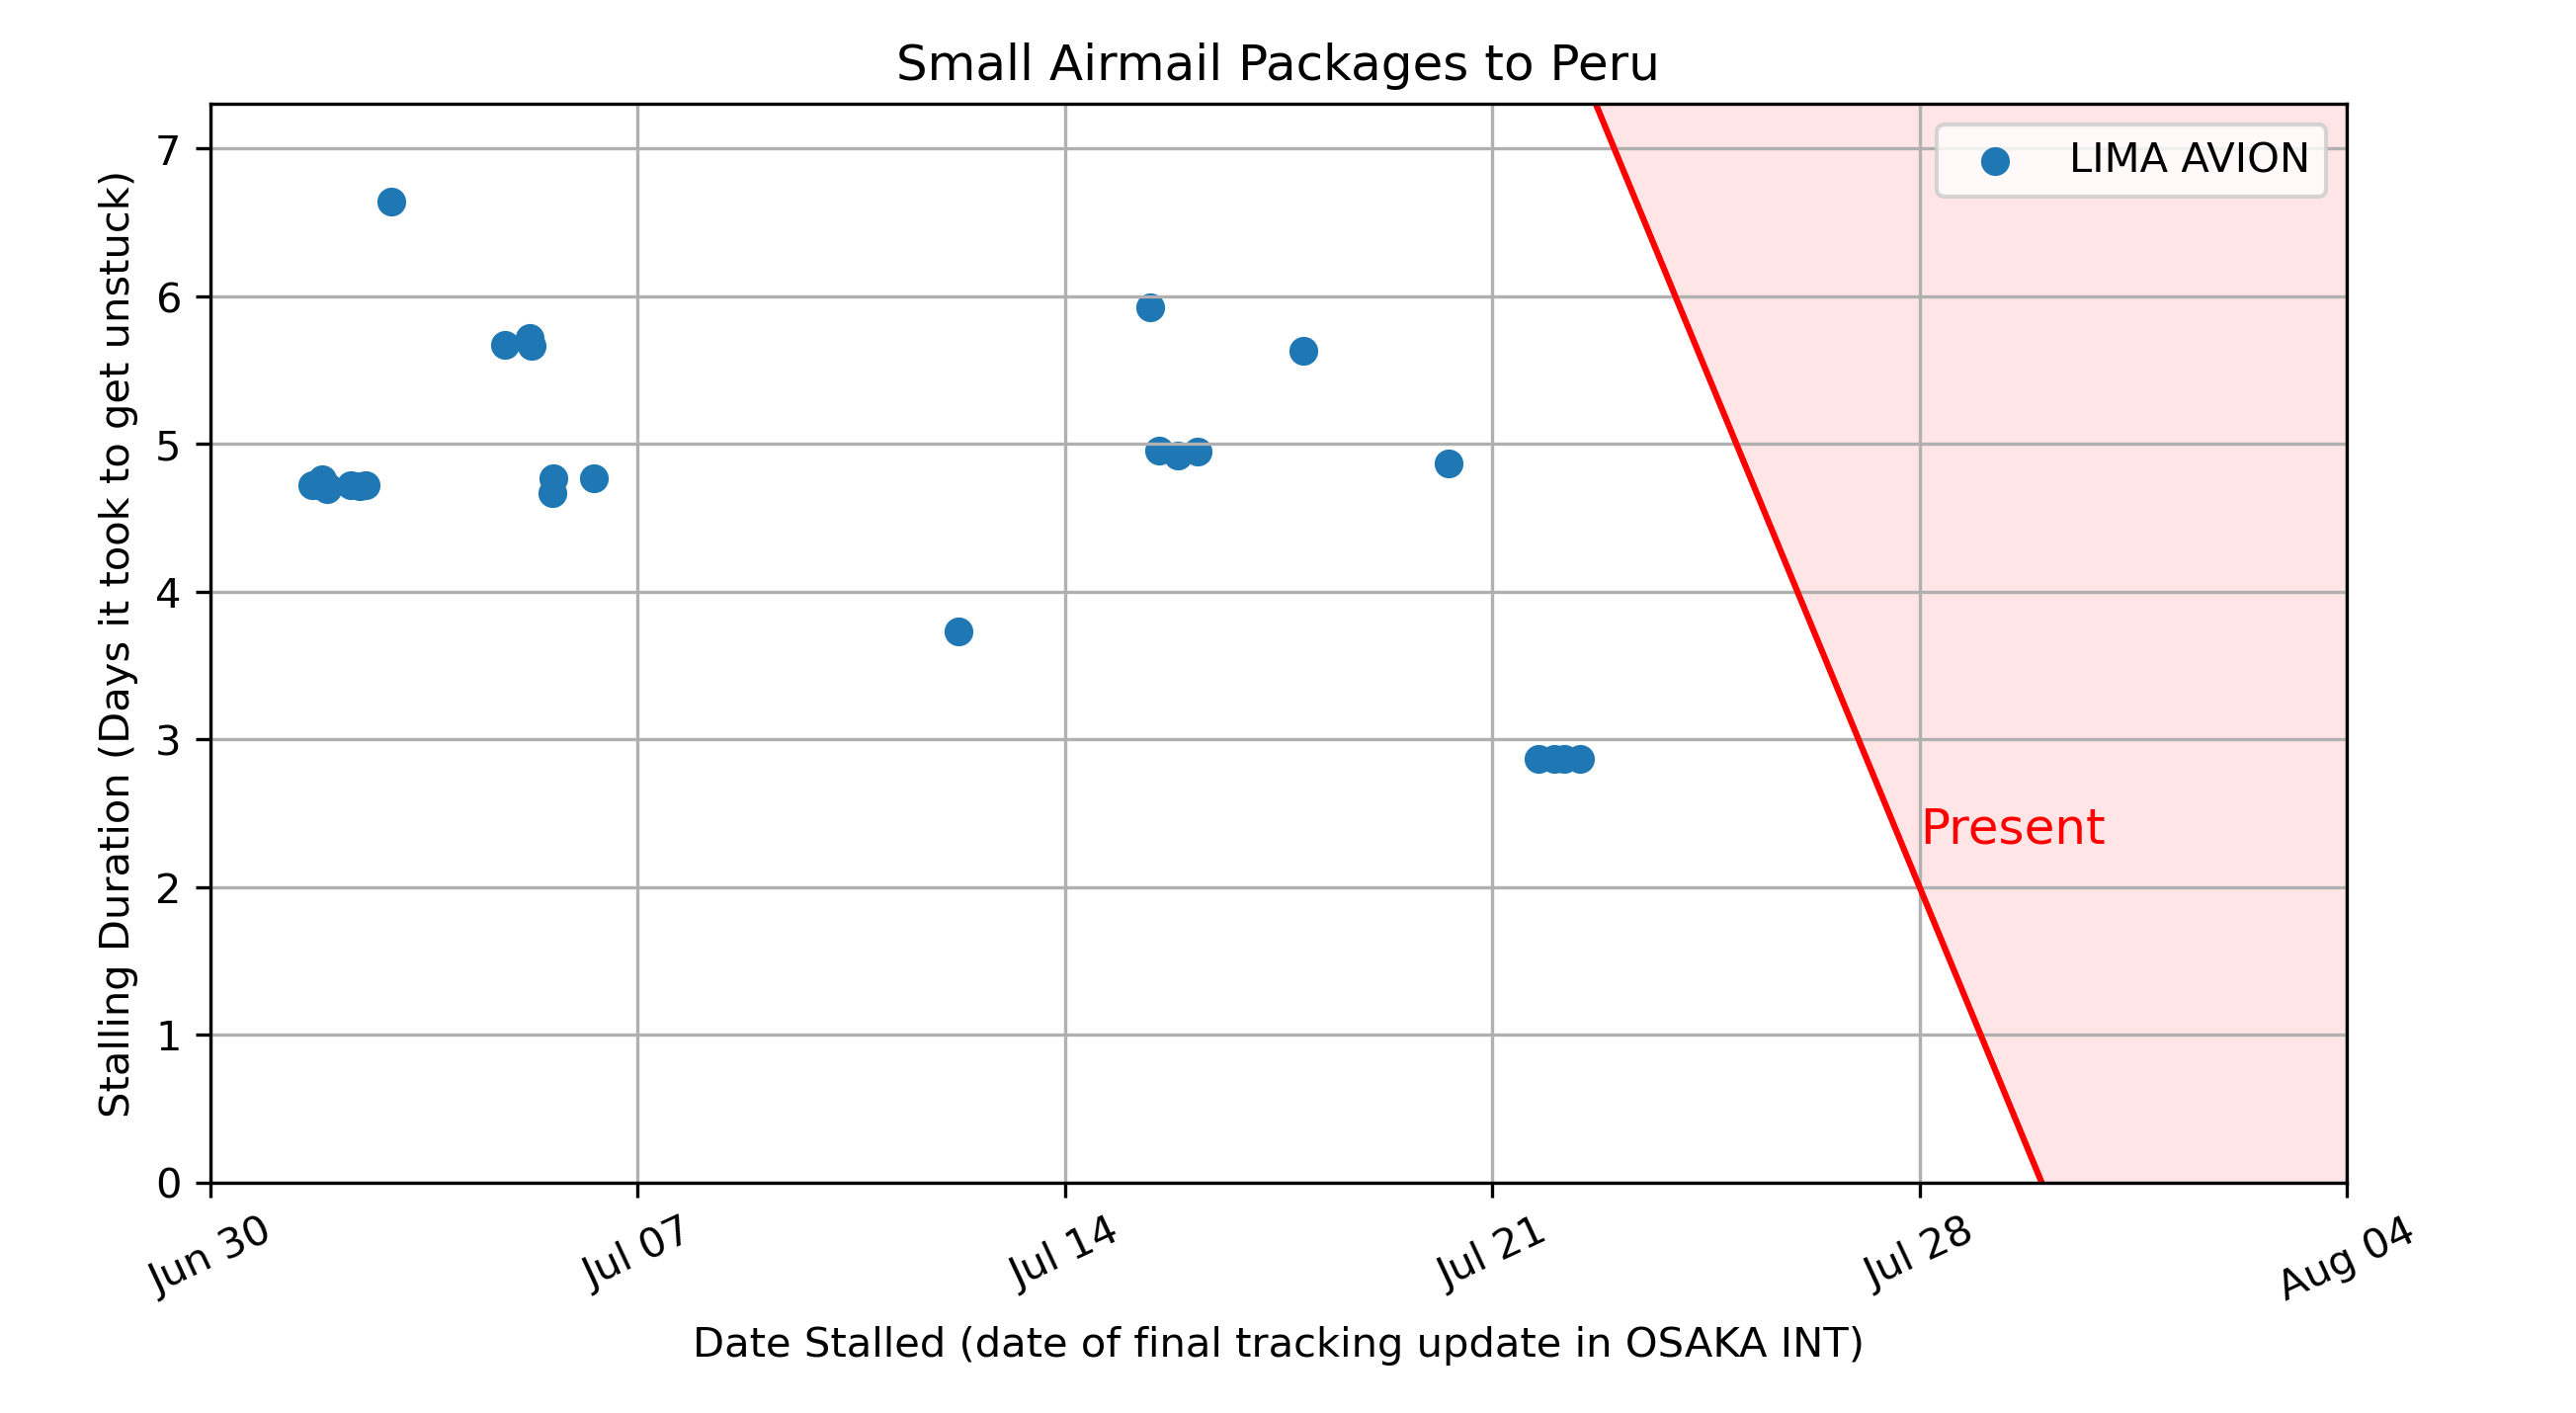 Small Airmail Packages to Peru
LIMA AVION
Stalling Duration (Days it took to get unstuck)
7
6
5
4
3
2
1
0
Present
Jun 30
Jul 07
Jul 14
Jul 21
Jul 28
Aug 04
Date Stalled (date of final tracking update in OSAKA INT)